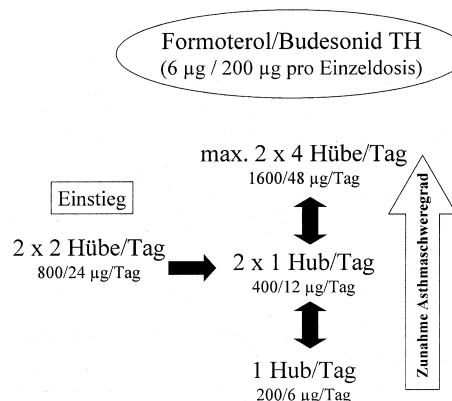 Formoterol/Budesonid TH
(6 µg / 200 µg pro Einzeldosis)
max. 2 x 4 Hübe/Tag
1600/48 µg/Tag
Einstieg
2 x 2 Hübe/Tag
800/24 µg/Tag
2 x 1 Hub/Tag
400/12 µg/Tag
1 Hub/Tag
200/6 µg/Tag
Zunahme Asthmaschweregrad